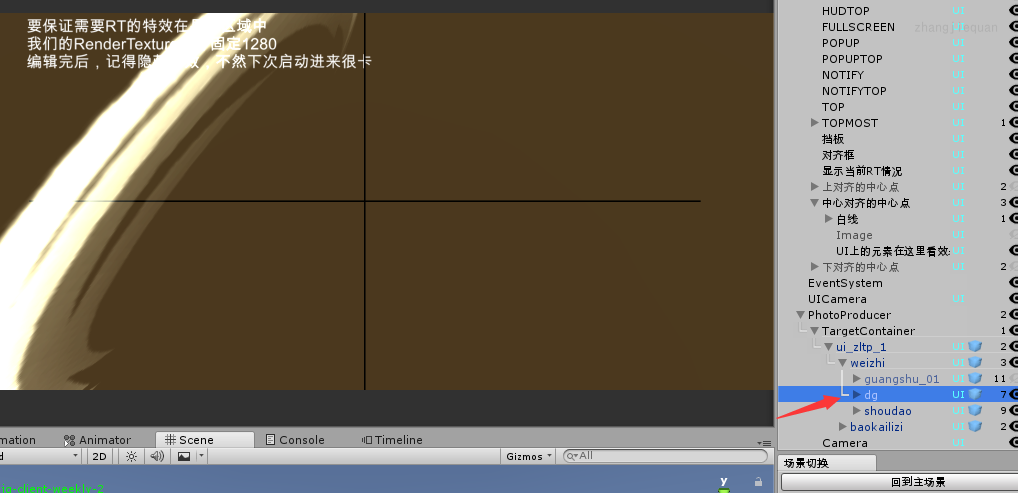 要保证需要RT的特效在
域中
我们的RenderTextur
固定1280
编辑完后，记得隐
不然下次启动进来很卡
mation
Animator
Scene
Console
Timeline
2D
Gizmos
All
y
jq-client-weekly-2
HUDTOP
FULLSCREEN
POPUP
POPUPTOP
NOTIFY
NOTIFYTOP
TOP
TOPMOST 1
挡板
对齐框
显示当前RT情况
上对齐的中心点 2
中心对齐的中心点 3
白线 1
Image
UI上的元素在这里看效
下对齐的中心点 2
EventSystem
UICamera
PhotoProducer 2
TargetContainer 1
ui_zltp_1 UI 2
weizhi UI 3
guangshu_01 UI 11
dg UI 7
shoudao UI 9
baokailizi UI 2
Camera
场景切换
回到主场景